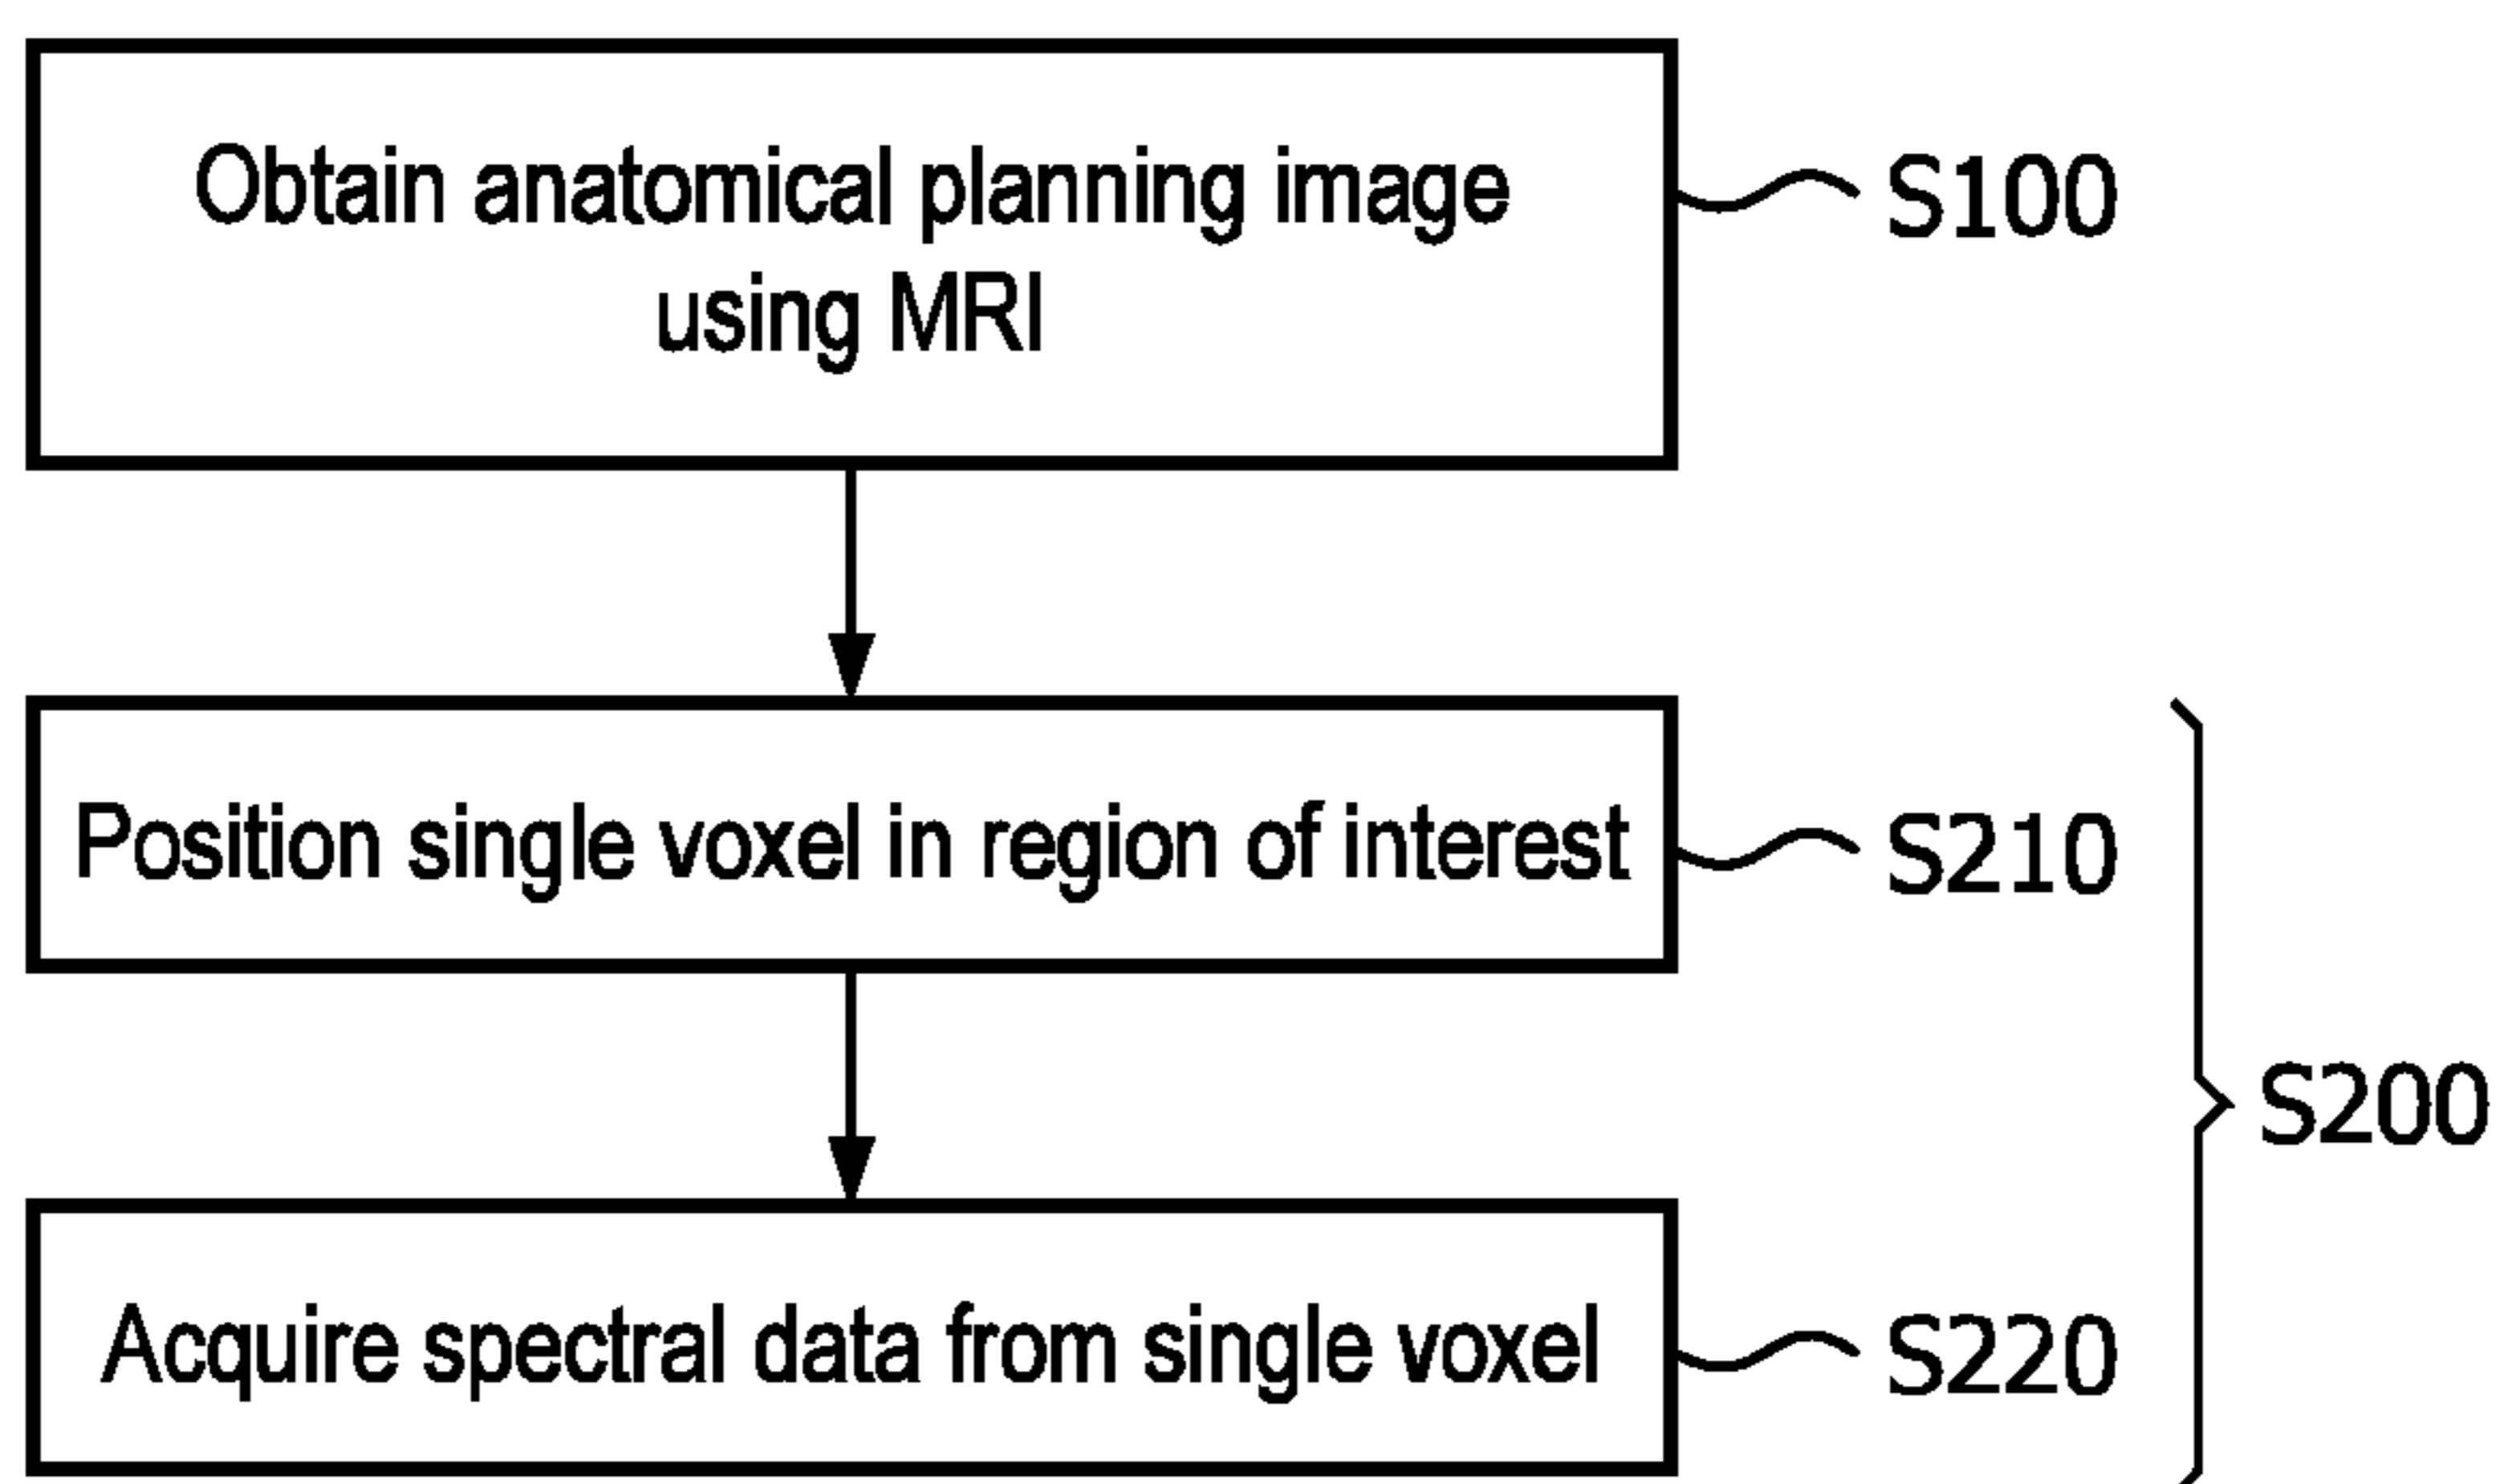 Obtain anatomical planning image
using MRI
S100
Position single voxel in region of interest
S210
S200
Acquire spectral data from single voxel
S220